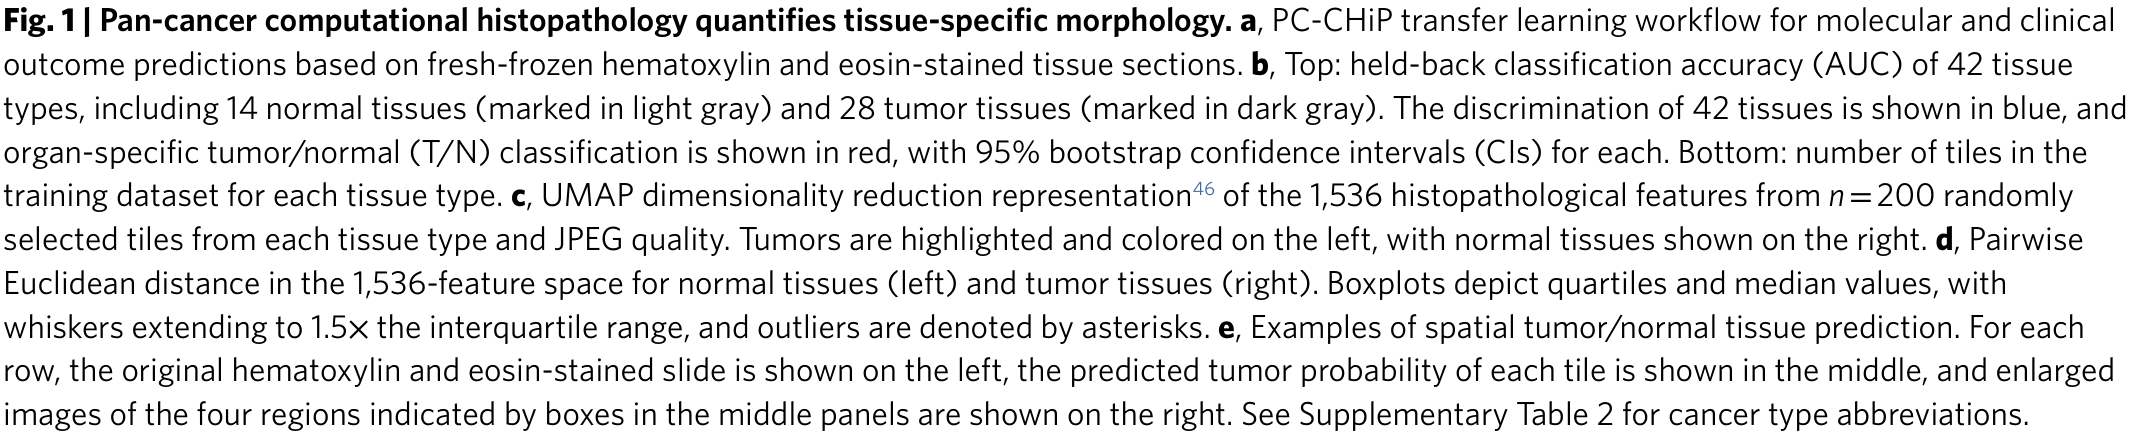 Fig. 1 | Pan-cancer computational histopathology quantifies tissue-specific morphology. a, PC-CHiP transfer learning workflow for molecular and clinical
outcome predictions based on fresh-frozen hematoxylin and eosin-stained tissue sections. b, Top: held-back classification accuracy (AUC) of 42 tissue
types, including 14 normal tissues (marked in light gray) and 28 tumor tissues (marked in dark gray). The discrimination of 42 tissues is shown in blue, and
organ-specific tumor/normal (T/N) classification is shown in red, with 95% bootstrap confidence intervals (CIs) for each. Bottom: number of tiles in the
training dataset for each tissue type. c, UMAP dimensionality reduction representation46 of the 1,536 histopathological features from n = 200 randomly
selected tiles from each tissue type and JPEG quality. Tumors are highlighted and colored on the left, with normal tissues shown on the right. d, Pairwise
Euclidean distance in the 1,536-feature space for normal tissues (left) and tumor tissues (right). Boxplots depict quartiles and median values, with
whiskers extending to 1.5× the interquartile range, and outliers are denoted by asterisks. e, Examples of spatial tumor/normal tissue prediction. For each
row, the original hematoxylin and eosin-stained slide is shown on the left, the predicted tumor probability of each tile is shown in the middle, and enlarged
images of the four regions indicated by boxes in the middle panels are shown on the right. See Supplementary Table 2 for cancer type abbreviations.